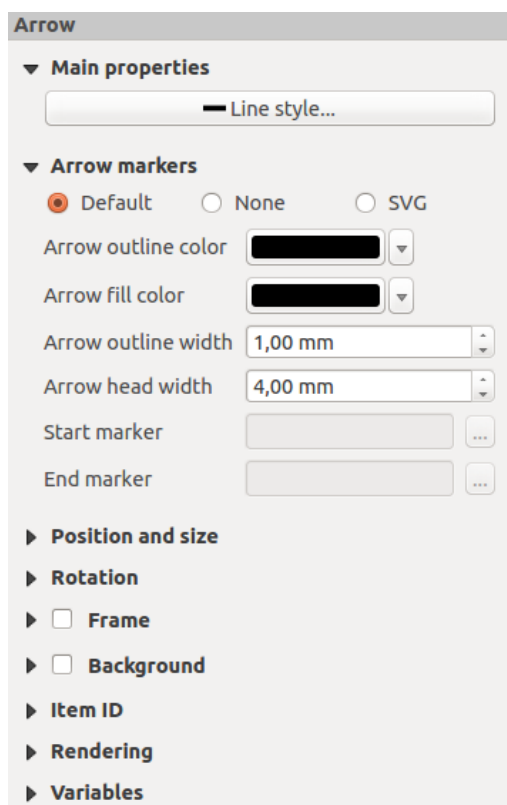 Arrow
Main properties
Line style...
Arrow markers
Default None SVG
Arrow outline color
Arrow fill color
Arrow outline width 1,00 mm
Arrow head width 4,00 mm
Start marker ...
End marker ...
Position and size
Rotation
Frame
Background
Item ID
Rendering
Variables